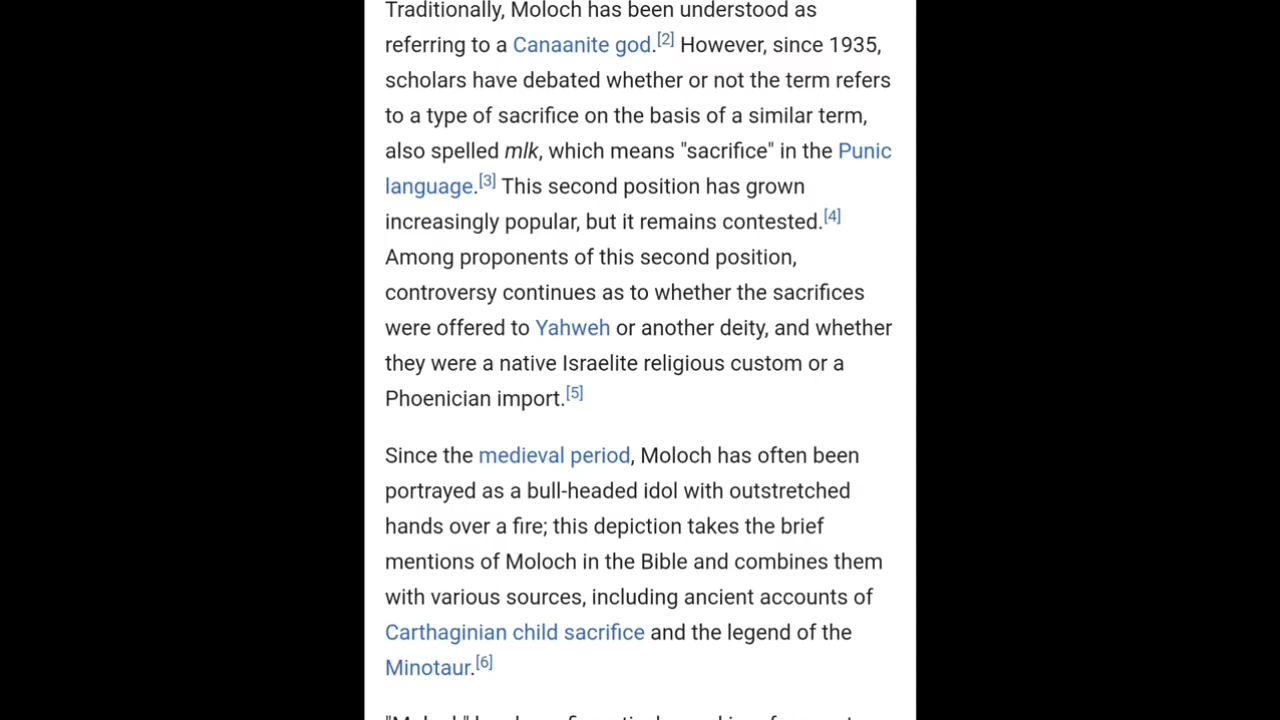 Traditionally, Moloch has been understood as
referring to a Canaanite god.[2] However, since 1935,
scholars have debated whether or not the term refers
to a type of sacrifice on the basis of a similar term,
also spelled mlk, which means "sacrifice" in the Punic
language.[3] This second position has grown
increasingly popular, but it remains contested.[4]
Among proponents of this second position,
controversy continues as to whether the sacrifices
were offered to Yahweh or another deity, and whether
they were a native Israelite religious custom or a
Phoenician import.[5]
Since the medieval period, Moloch has often been
portrayed as a bull-headed idol with outstretched
hands over a fire; this depiction takes the brief
mentions of Moloch in the Bible and combines them
with various sources, including ancient accounts of
Carthaginian child sacrifice and the legend of the
Minotaur.[6]